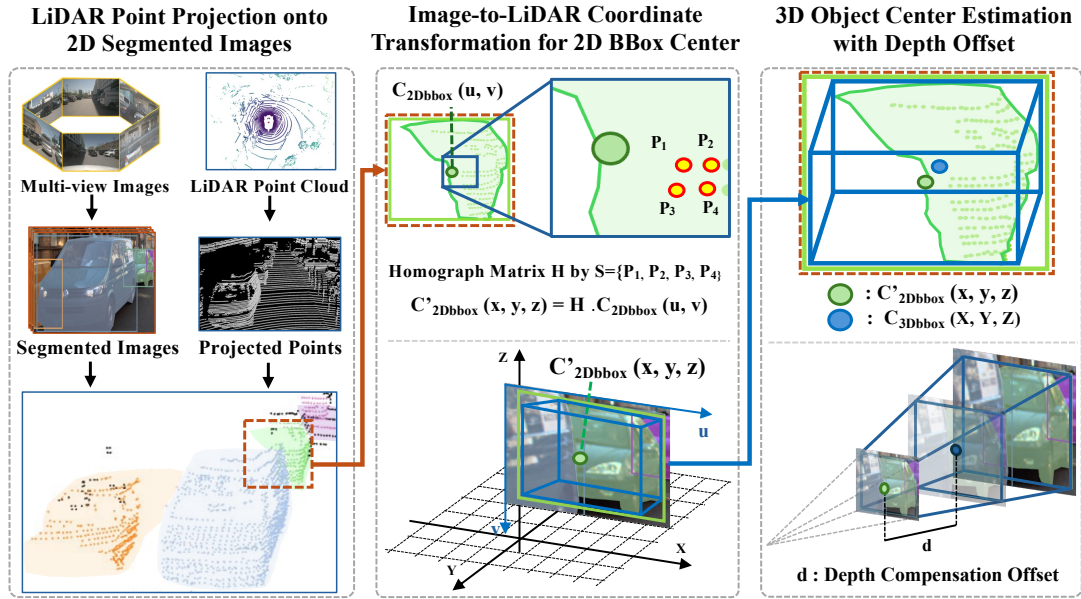 LiDAR Point Projection onto
2D Segmented Images
Multi-view Images
LiDAR Point Cloud
Segmented Images
Projected Points
Image-to-LiDAR Coordinate
Transformation for 2D BBox Center
C2Dbbox (u, v)
P1
P2
P3
P4
Homograph Matrix H by S={P1, P2, P3, P4}
C'2Dbbox (x, y, z) = H .C2Dbbox (u, v)
Z
C'2Dbbox (x, y, z)
u
v
X
Y
3D Object Center Estimation
with Depth Offset
: C'2Dbbox (x, y, z)
: C3Dbbox (X, Y, Z)
d
d : Depth Compensation Offset